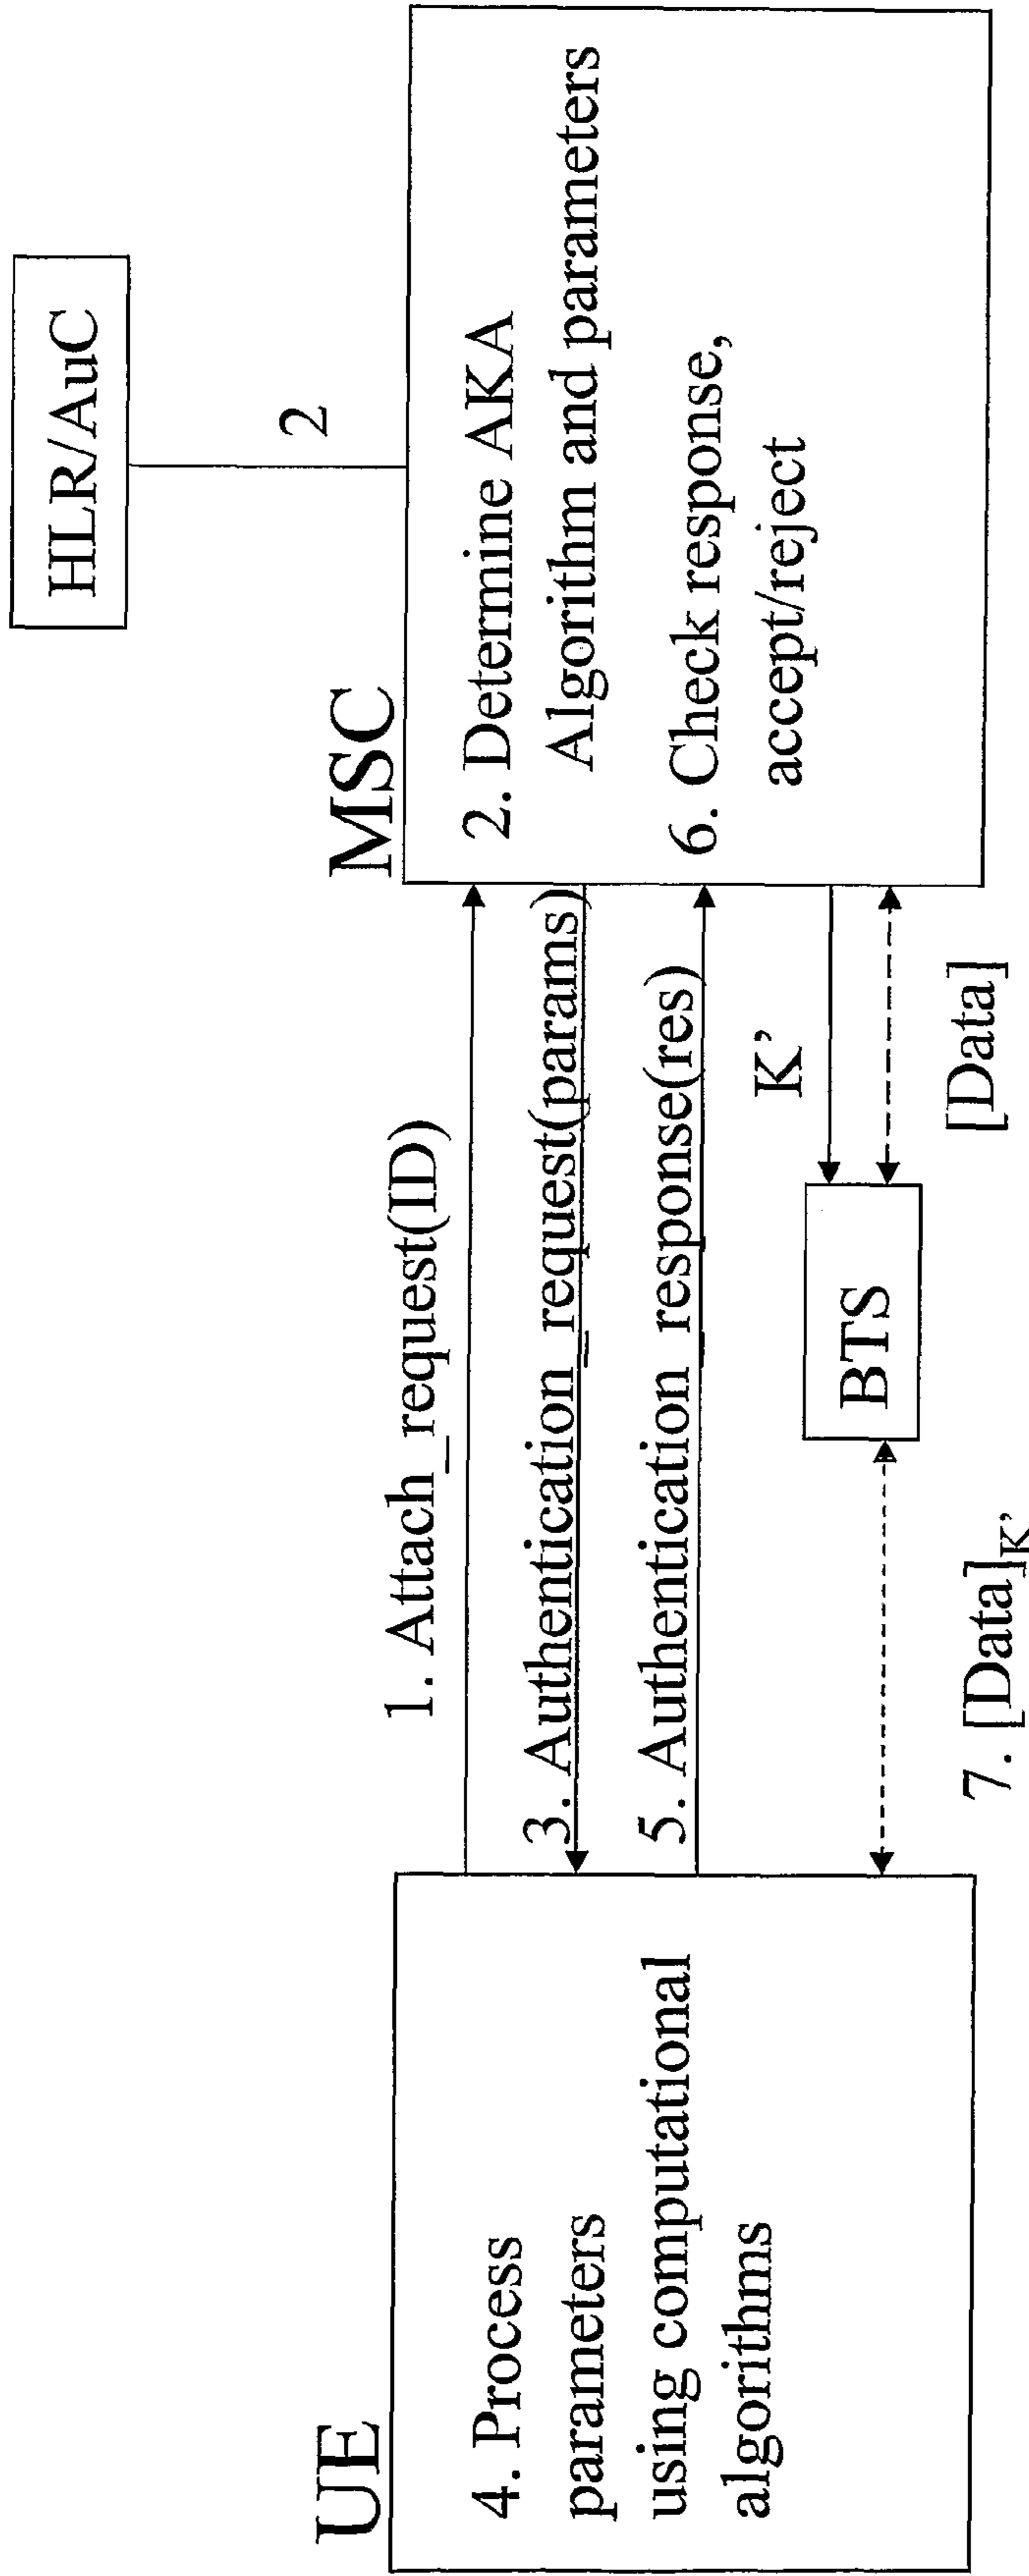 HLR/AuC
2
MSC
UE
1. Attach_request(ID)
2. Determine AKA
Algorithm and parameters
3. Authentication_request(params)
4. Process
parameters
using computational
algorithms
5. Authentication_response(res)
6. Check response,
accept/reject
K'
BTS
[Data]
7. [Data]K'